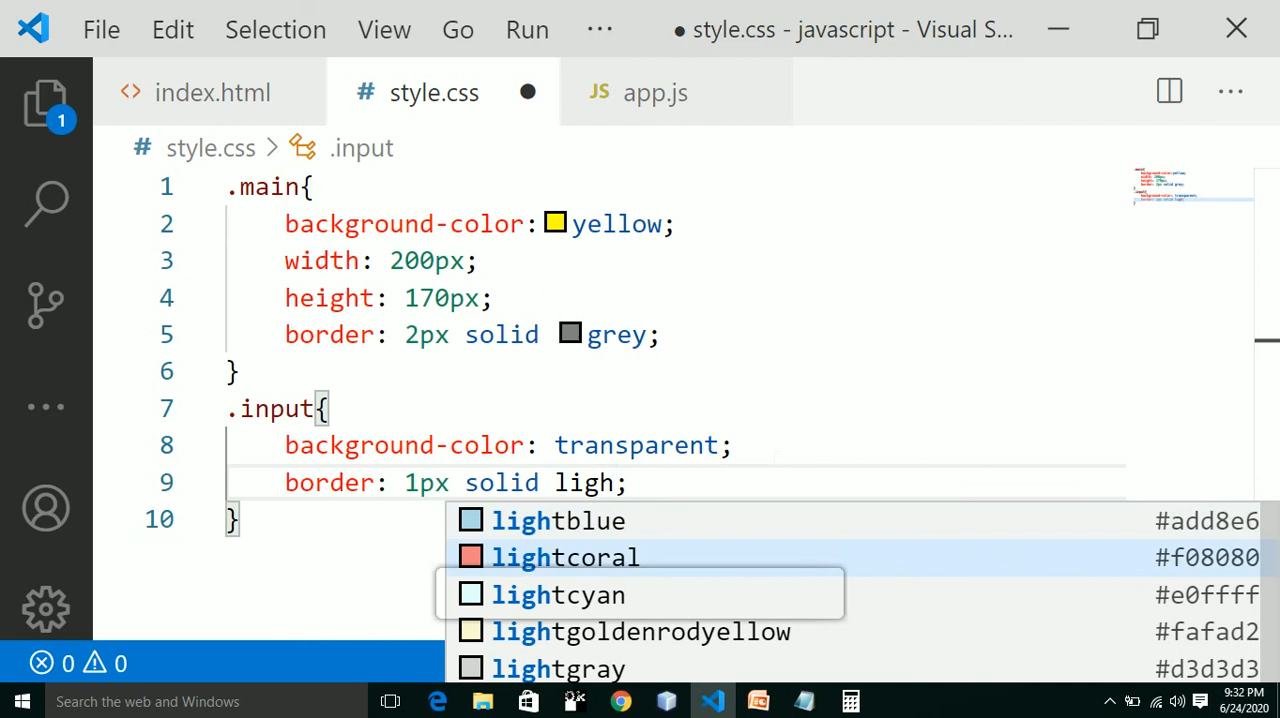 File Edit Selection View Go Run ··· ● style.css - javascript - Visual S...
<> index.html # style.css ● JS app.js ···
1 # style.css > .input
1 .main{
2 background-color: yellow;
3 width: 200px;
4 height: 170px;
5 border: 2px solid grey;
6 }
7 .input{
8 background-color: transparent;
9 border: 1px solid ligh;
10 }
lightblue #add8e6
lightcoral #f08080
lightcyan #e0ffff
lightgoldenrodyellow #fafad2
lightgray #d3d3d3
0 0
Search the web and Windows
9:32 PM
6/24/2020